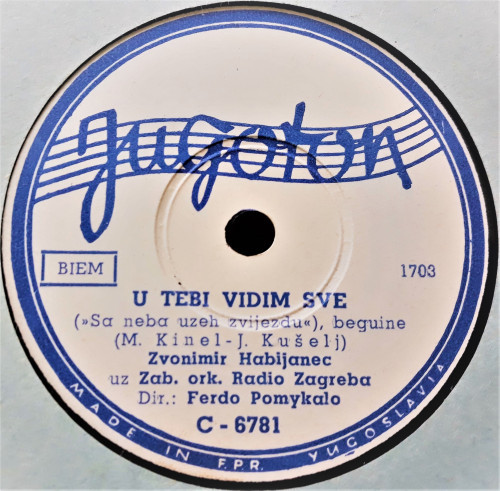 Jugoton
BIEM
1703
U TEBI VIDIM SVE
(»Sa neba uzeh zvijezdu«), beguine
(M. Kinel-J. Kušelj)
Zvonimir Habijanec
uz Zab. ork. Radio Zagreba
Dir.: Ferdo Pomykalo
C - 6781
MADE IN F.P.R. YUGOSLAVIA